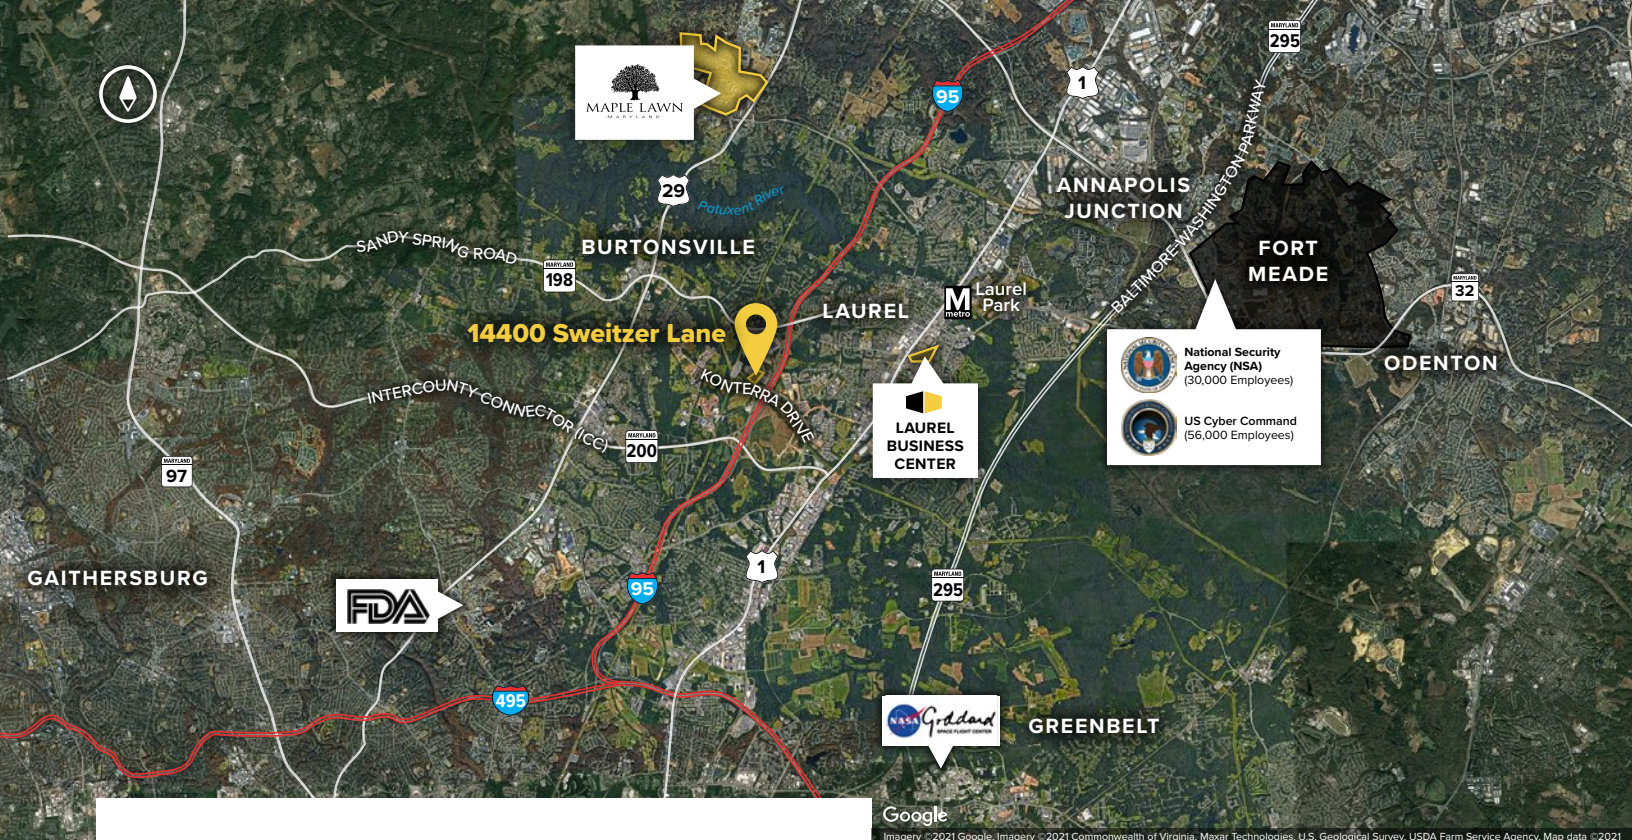 MARYLAND
295
1
95
MAPLE LAWN
MARYLAND
29
Patuxent River
ANNAPOLIS
JUNCTION
BALTIMORE-WASHINGTON PARKWAY
FORT
MEADE
SANDY SPRING ROAD
BURTONSVILLE
MARYLAND
198
MARYLAND
32
M
metro
Laurel
Park
LAUREL
14400 Sweitzer Lane
KONTERRA DRIVE
National Security
Agency (NSA)
(30,000 Employees)
US Cyber Command
(56,000 Employees)
ODENTON
INTERCOUNTY CONNECTOR (ICC)
MARYLAND
200
LAUREL
BUSINESS
CENTER
MARYLAND
97
GAITHERSBURG
FDA
95
1
MARYLAND
295
495
NASA Goddard
SPACE FLIGHT CENTER
GREENBELT
Google
Imagery ©2021 Google, Imagery ©2021 Commonwealth of Virginia, Maxar Technologies, U.S. Geological Survey, USDA Farm Service Agency, Map data ©2021